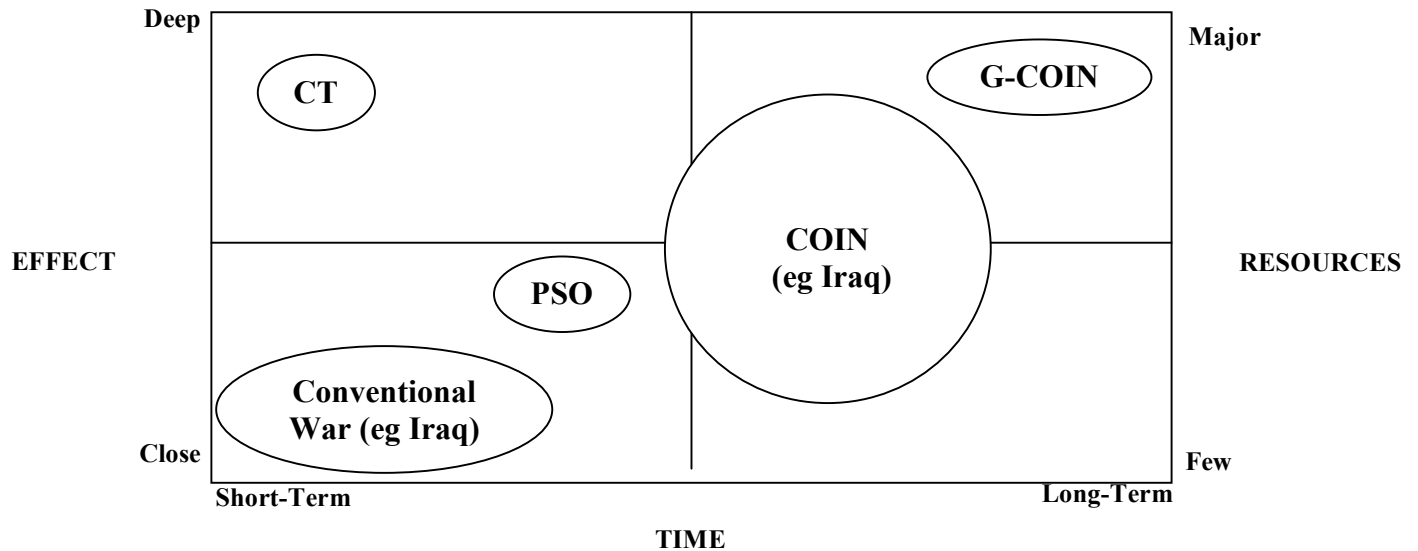 Deep
Major
CT
G-COIN
COIN
(eg Iraq)
EFFECT
RESOURCES
PSO
Conventional
War (eg Iraq)
Close
Few
Short-Term
Long-Term
TIME